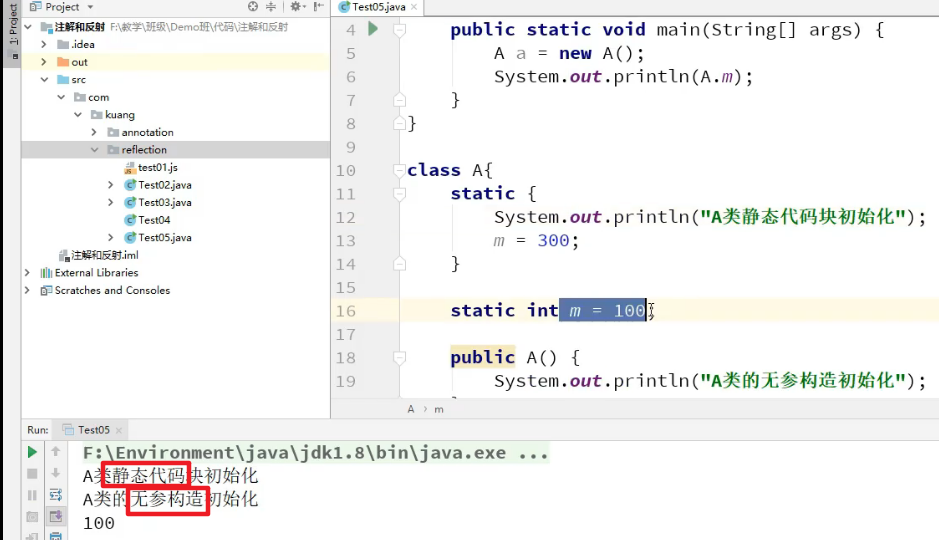 1: Project
Project
注解和反射 F:\教学\班级\Demo班\代码\注解和反射
.idea
out
src
com
kuang
annotation
reflection
test01.js
Test02.java
Test03.java
Test04
Test05.java
注解和反射.iml
External Libraries
Scratches and Consoles
Test05.java
4 public static void main(String[] args) {
5 A a = new A();
6 System.out.println(A.m);
7 }
8 }
9
10 class A{
11 static {
12 System.out.println("A类静态代码块初始化");
13 m = 300;
14 }
15
16 static int m = 100;
17
18 public A() {
19 System.out.println("A类的无参构造初始化");
A › m
Run: Test05
F:\Environment\java\jdk1.8\bin\java.exe ...
A类静态代码块初始化
A类的无参构造初始化
100